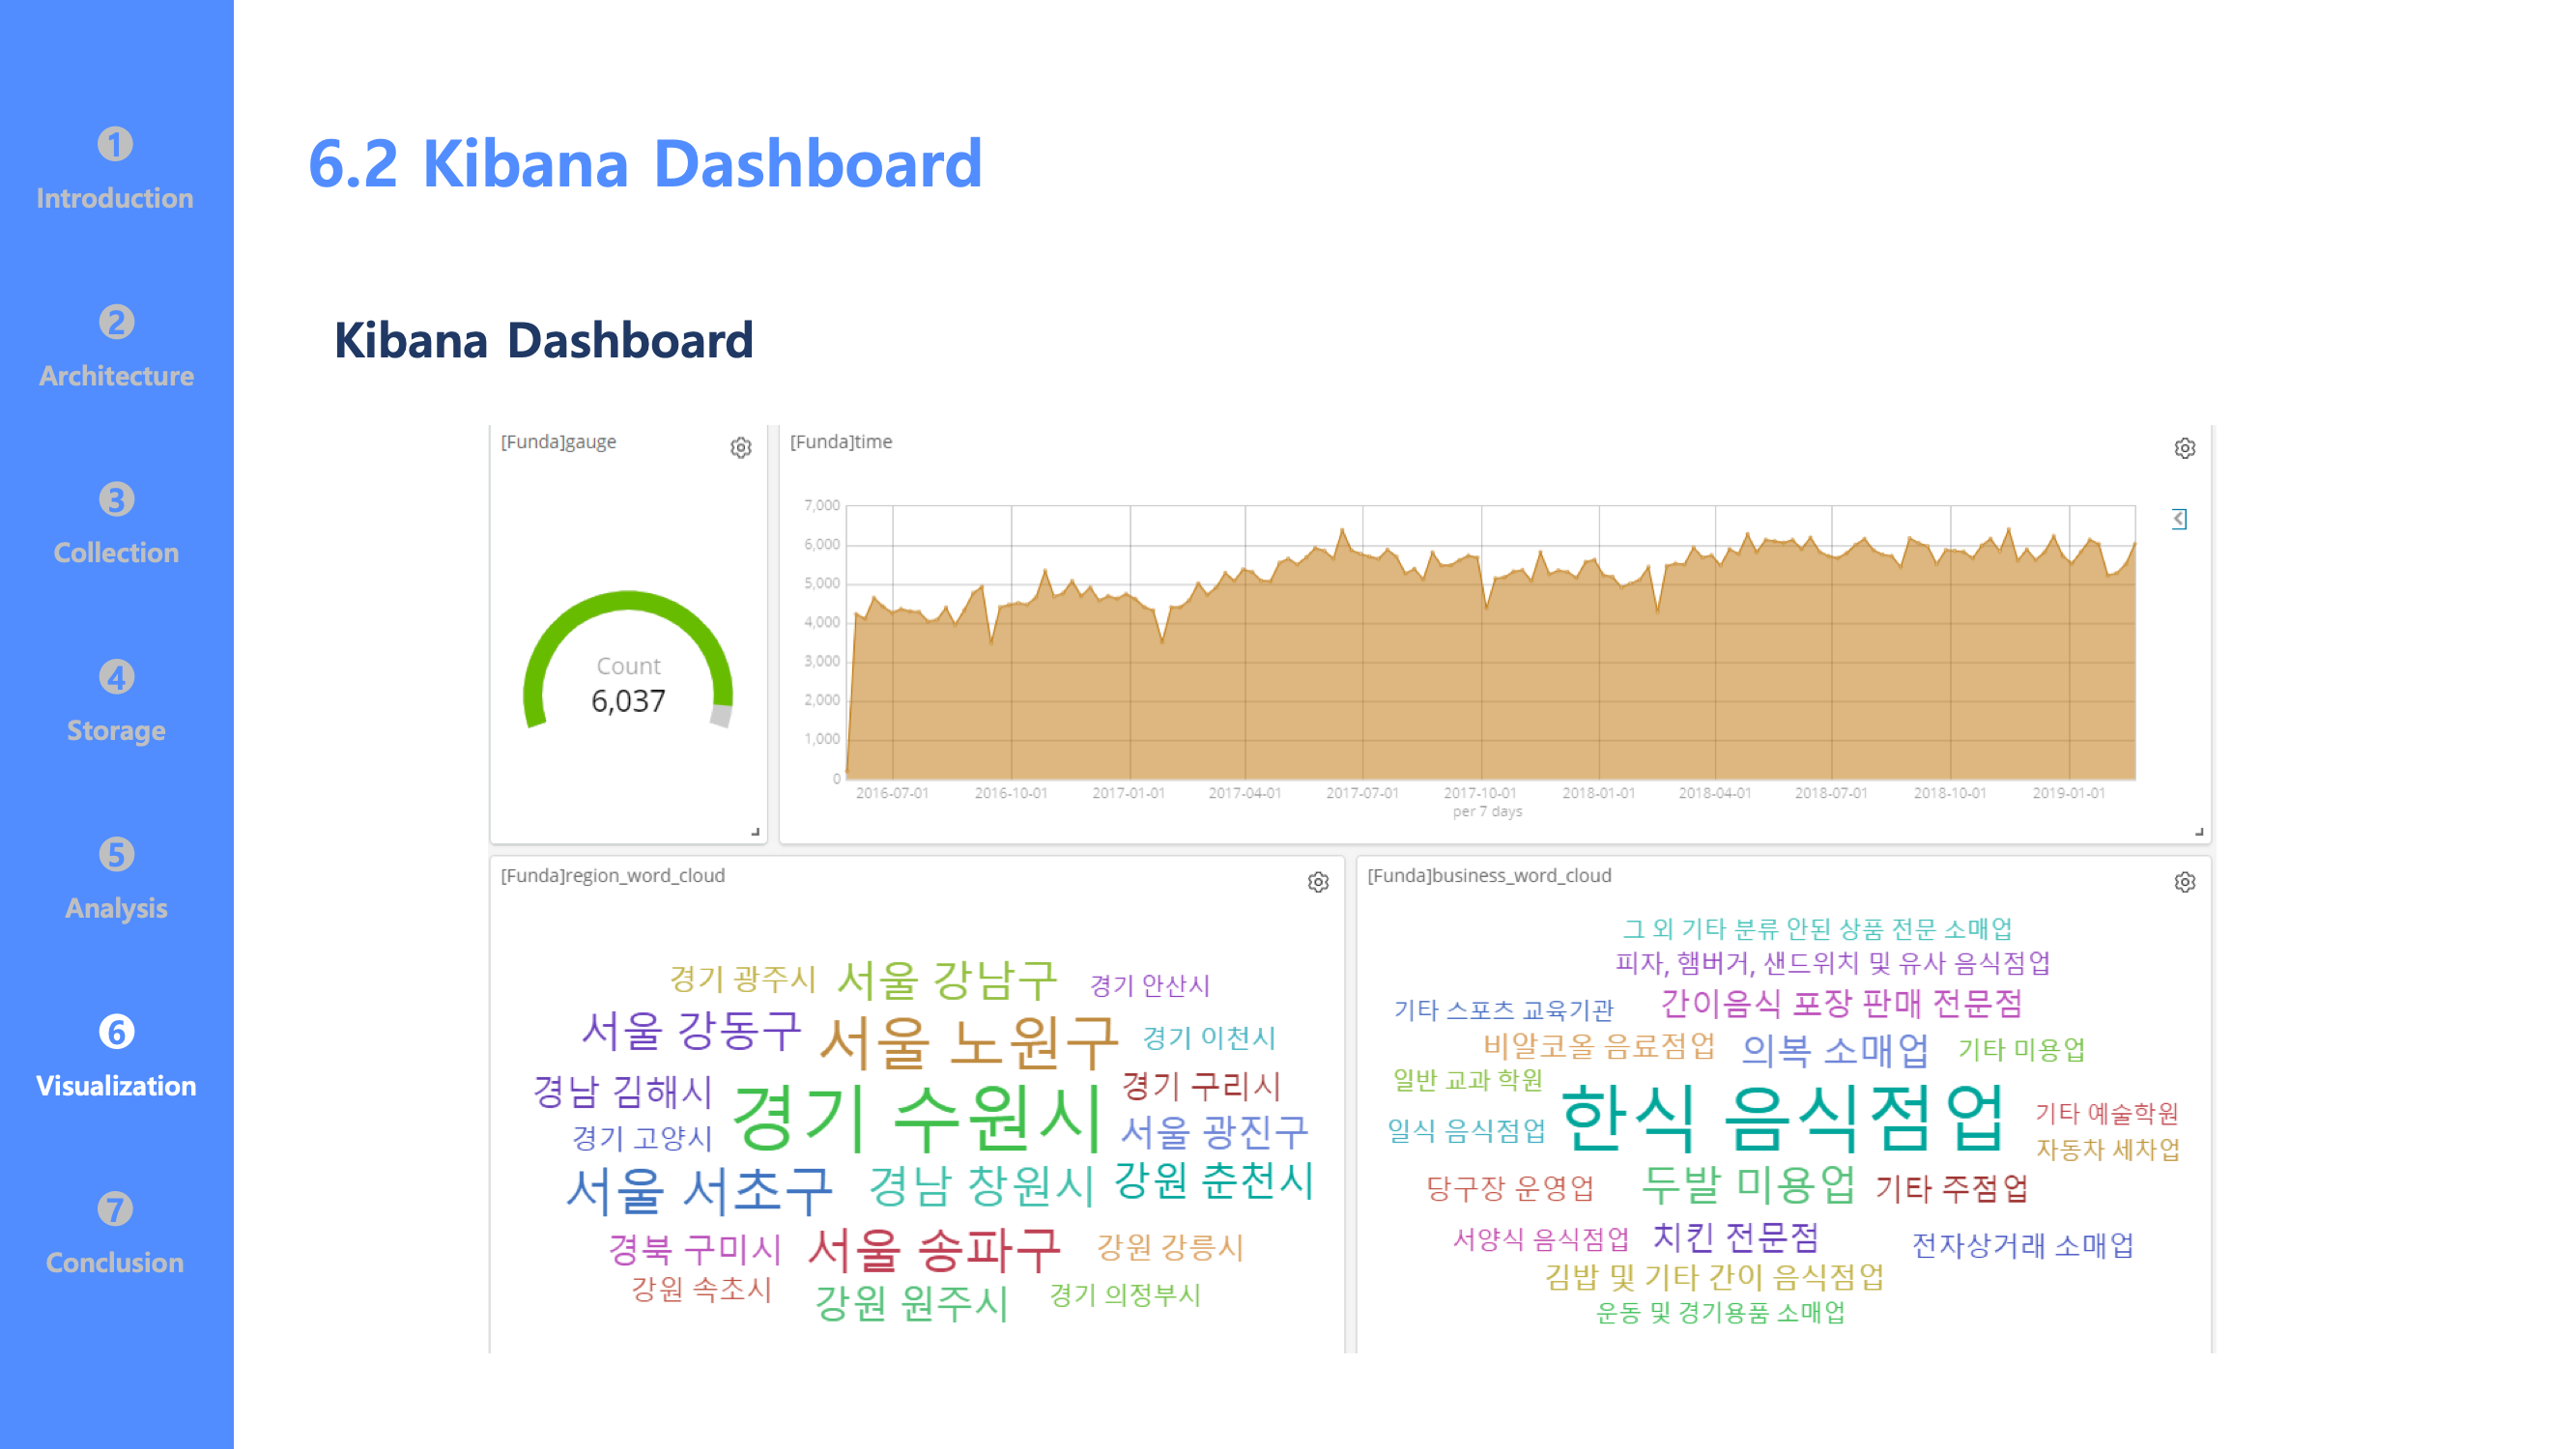 1
Introduction
2
Architecture
3
Collection
4
Storage
5
Analysis
6
Visualization
7
Conclusion
6.2 Kibana Dashboard
Kibana Dashboard
[Funda]gauge
Count
6,037
[Funda]time
7,000
6,000
5,000
4,000
3,000
2,000
1,000
0
2016-07-01 2016-10-01 2017-01-01 2017-04-01 2017-07-01 2017-10-01 2018-01-01 2018-04-01 2018-07-01 2018-10-01 2019-01-01
per 7 days
[Funda]region_word_cloud
경기 광주시 서울 강남구 경기 안산시
서울 강동구 서울 노원구 경기 이천시
경남 김해시 경기 수원시 경기 구리시
경기 고양시 서울 광진구
서울 서초구 경남 창원시 강원 춘천시
경북 구미시 서울 송파구 강원 강릉시
강원 속초시 강원 원주시 경기 의정부시
[Funda]business_word_cloud
그 외 기타 분류 안된 상품 전문 소매업
피자, 햄버거, 샌드위치 및 유사 음식점업
기타 스포츠 교육기관 간이음식 포장 판매 전문점
비알코올 음료점업 의복 소매업 기타 미용업
일반 교과 학원 한식 음식점업 기타 예술학원
일식 음식점업 자동차 세차업
당구장 운영업 두발 미용업 기타 주점업
서양식 음식점업 치킨 전문점 전자상거래 소매업
김밥 및 기타 간이 음식점업
운동 및 경기용품 소매업